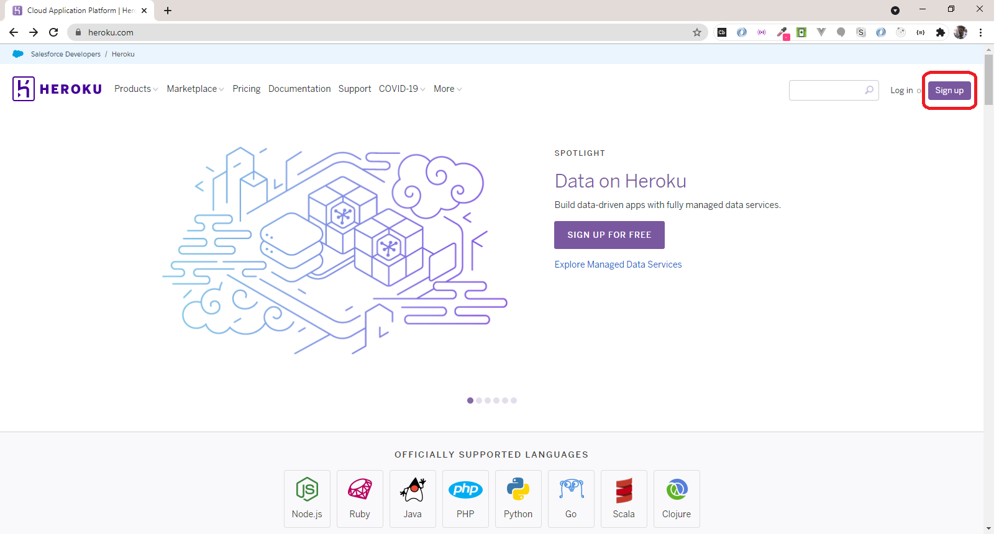 Cloud Application Platform | Her
heroku.com
Salesforce Developers / Heroku
HEROKU
Products
Marketplace
Pricing
Documentation
Support
COVID-19
More
Log in o
Sign up
SPOTLIGHT
Data on Heroku
Build data-driven apps with fully managed data services.
SIGN UP FOR FREE
Explore Managed Data Services
OFFICIALLY SUPPORTED LANGUAGES
JS
php
Node.js
Ruby
Java
PHP
Python
Go
Scala
Clojure